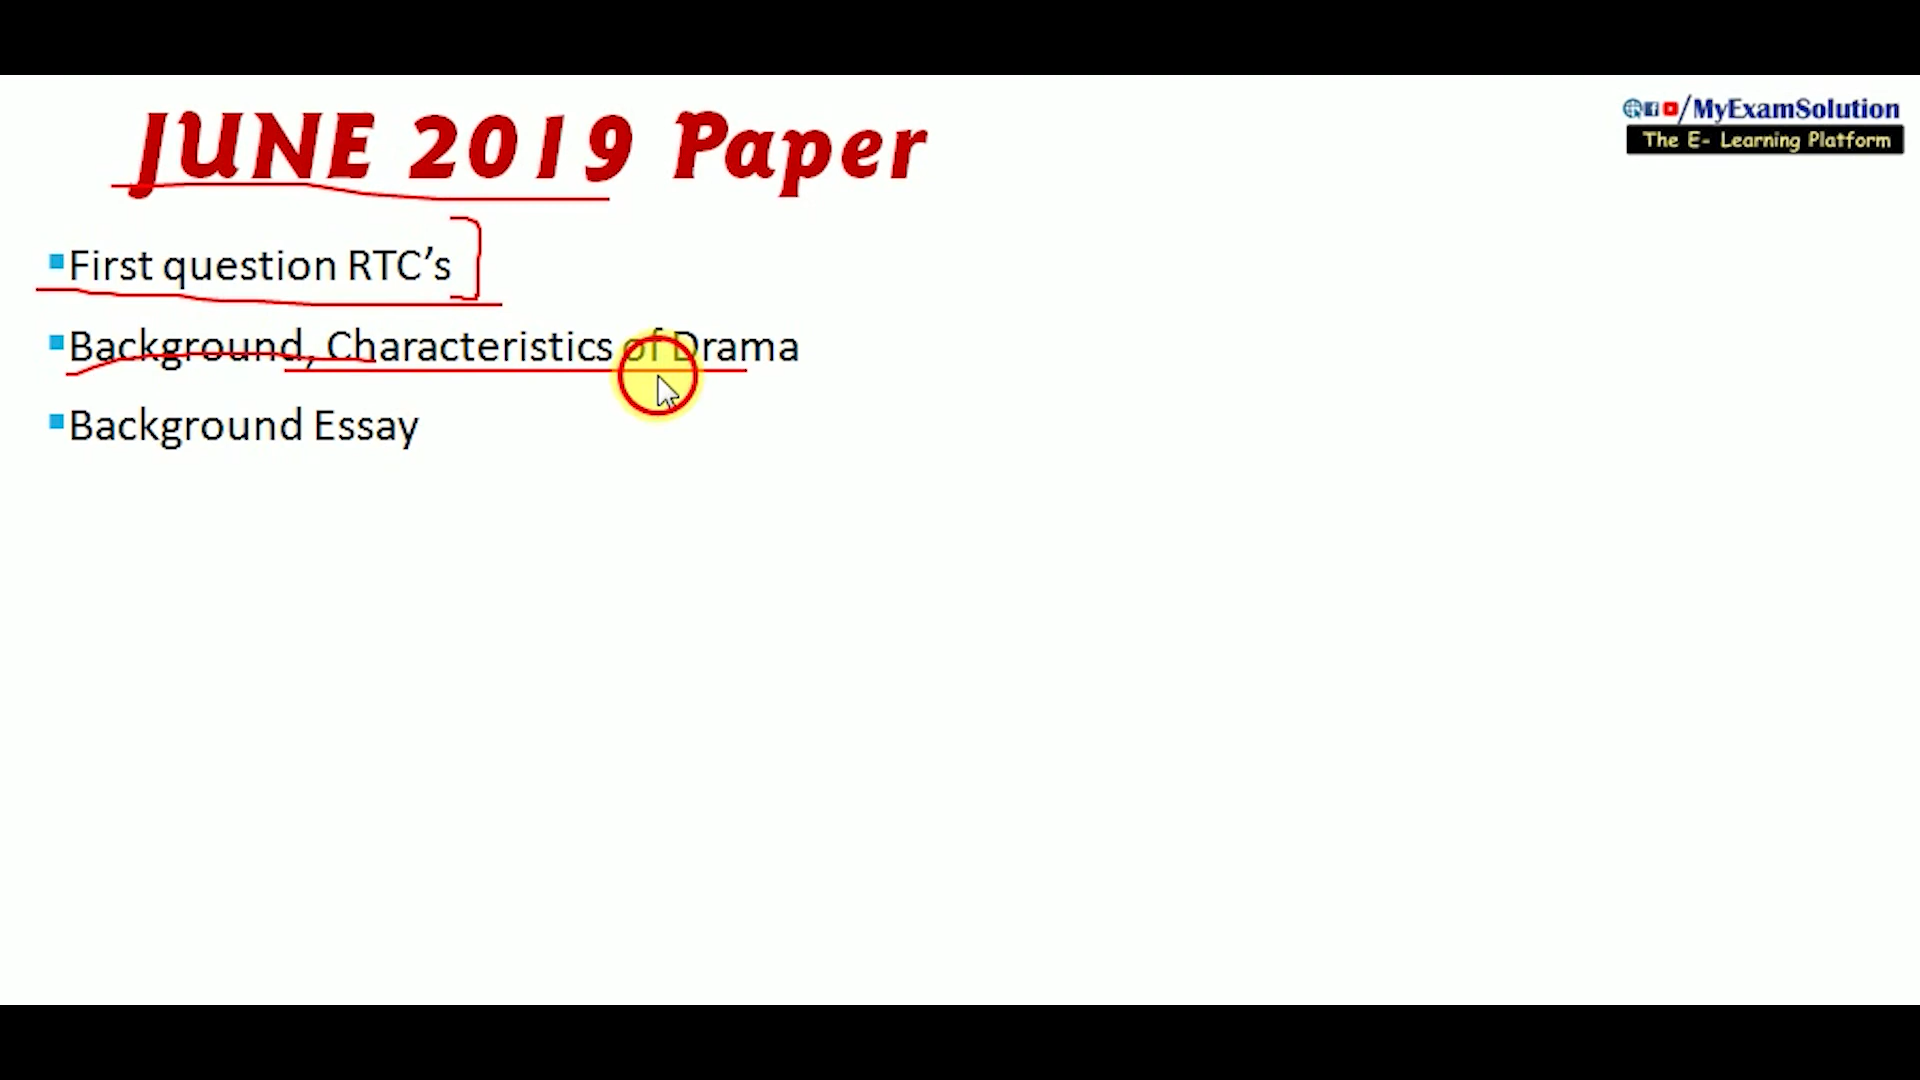 JUNE 2019 Paper
/MyExamSolution
The E- Learning Platform
First question RTC’s
Background, Characteristics of Drama
Background Essay